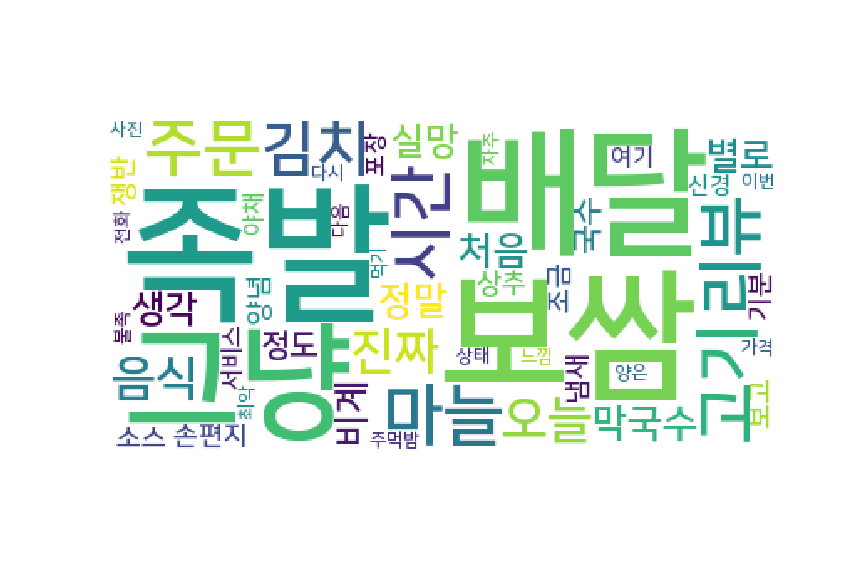 사진
주문
김치
포장
실망
자주
배달
여기
별로
쟁반
다시
신경
이번
족발
야채
다음
시간
국수
리뷰
전화
먹기
처음
양념
정말
상추
조금
기분
생각
보쌈
불족
그냥
서비스
정도
진짜
상태
느낌
고기
가격
음식
비계
냄새
양은
최악
마늘
오늘
막국수
보고
소스
손편지
주먹밥